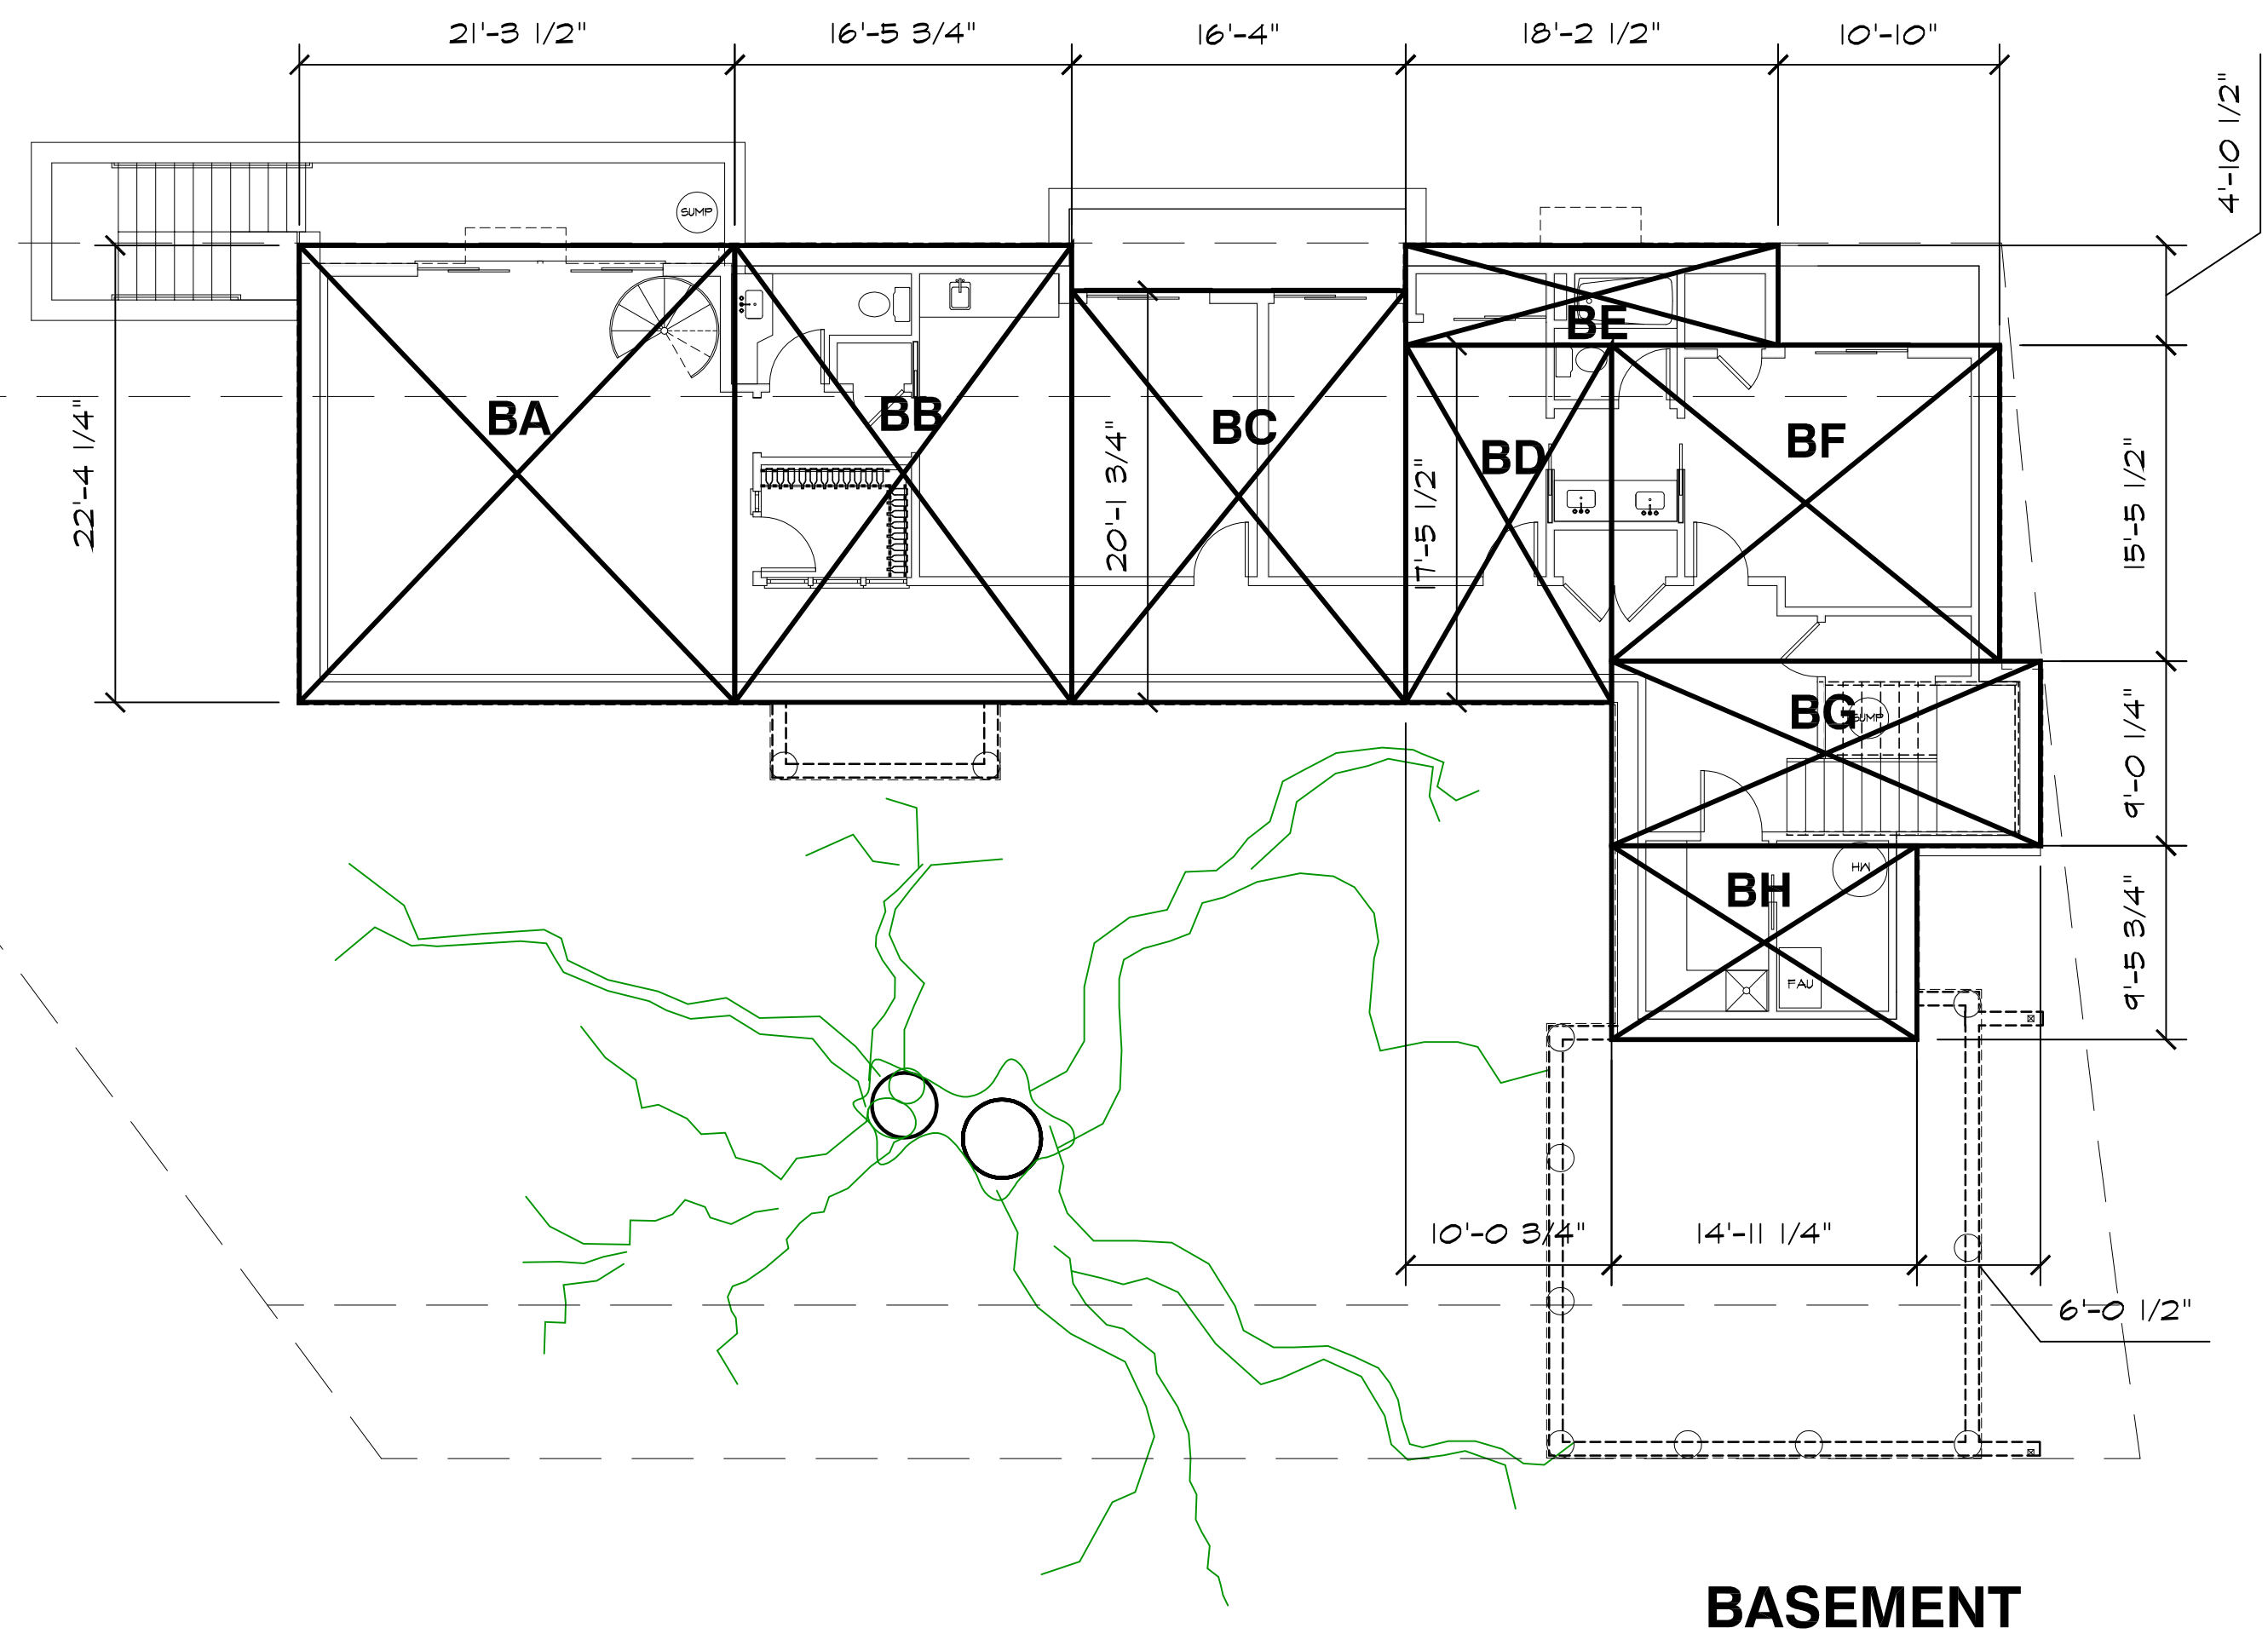 21'-3 1/2"
16'-5 3/4"
16'-4"
18'-2 1/2"
10'-10"
4'-10 1/2"
SUMP
BE
22'-4 1/4"
BA
BB
BC
BD
BF
20'-1 3/4"
17'-5 1/2"
15'-5 1/2"
BG
SUMP
9'-0 1/4"
HW
BH
9'-5 3/4"
FAU
10'-0 3/4"
14'-11 1/4"
6'-0 1/2"
BASEMENT